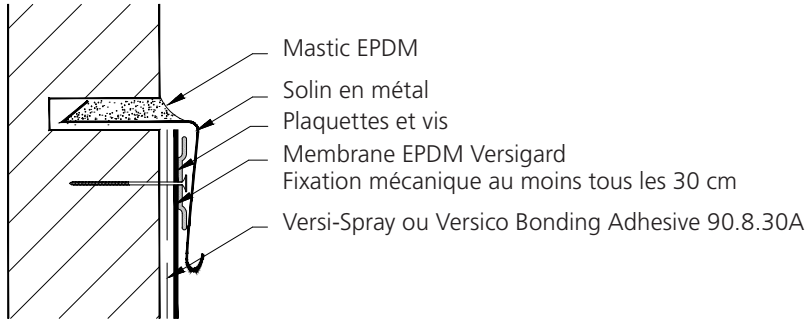 Mastic EPDM
Solin en métal
Plaquettes et vis
Membrane EPDM Versigard
Fixation mécanique au moins tous les 30 cm
Versi-Spray ou Versico Bonding Adhesive 90.8.30A